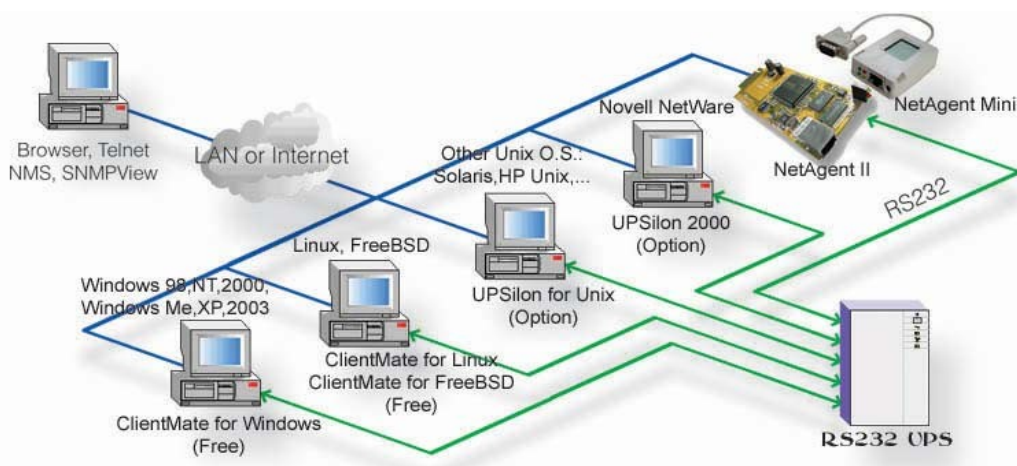 Browser, Telnet
NMS, SNMPView
LAN or Internet
Novell NetWare
NetAgent Mini
NetAgent II
RS232
Other Unix O.S.:
Solaris,HP Unix,...
UPSilon 2000
(Option)
Linux, FreeBSD
UPSilon for Unix
(Option)
Windows 98,NT,2000,
Windows Me,XP,2003
ClientMate for Linux
ClientMate for FreeBSD
(Free)
ClientMate for Windows
(Free)
RS232 UPS